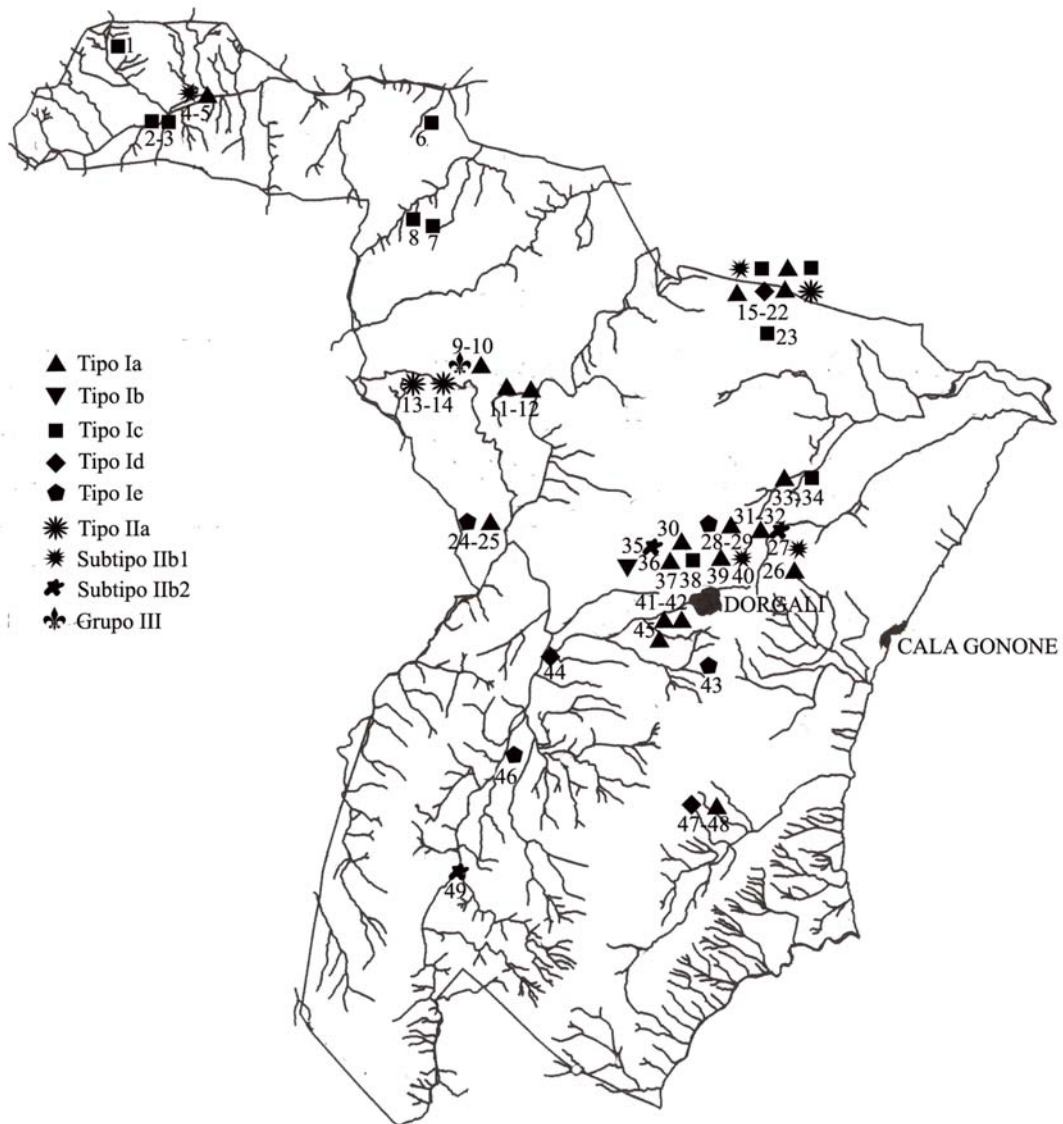 1
4-5
2-3
6
8
7
15-22
23
9-10
13-14
11-12
Tipo Ia
Tipo Ib
Tipo Ic
Tipo Id
Tipo Ie
Tipo IIa
Subtipo IIb1
Subtipo IIb2
Grupo III
33-34
31-32
30
24-25
28-29
27
35
36
37
38
39
40
26
41-42
DORGALI
45
CALA GONONE
44
43
46
47-48
49